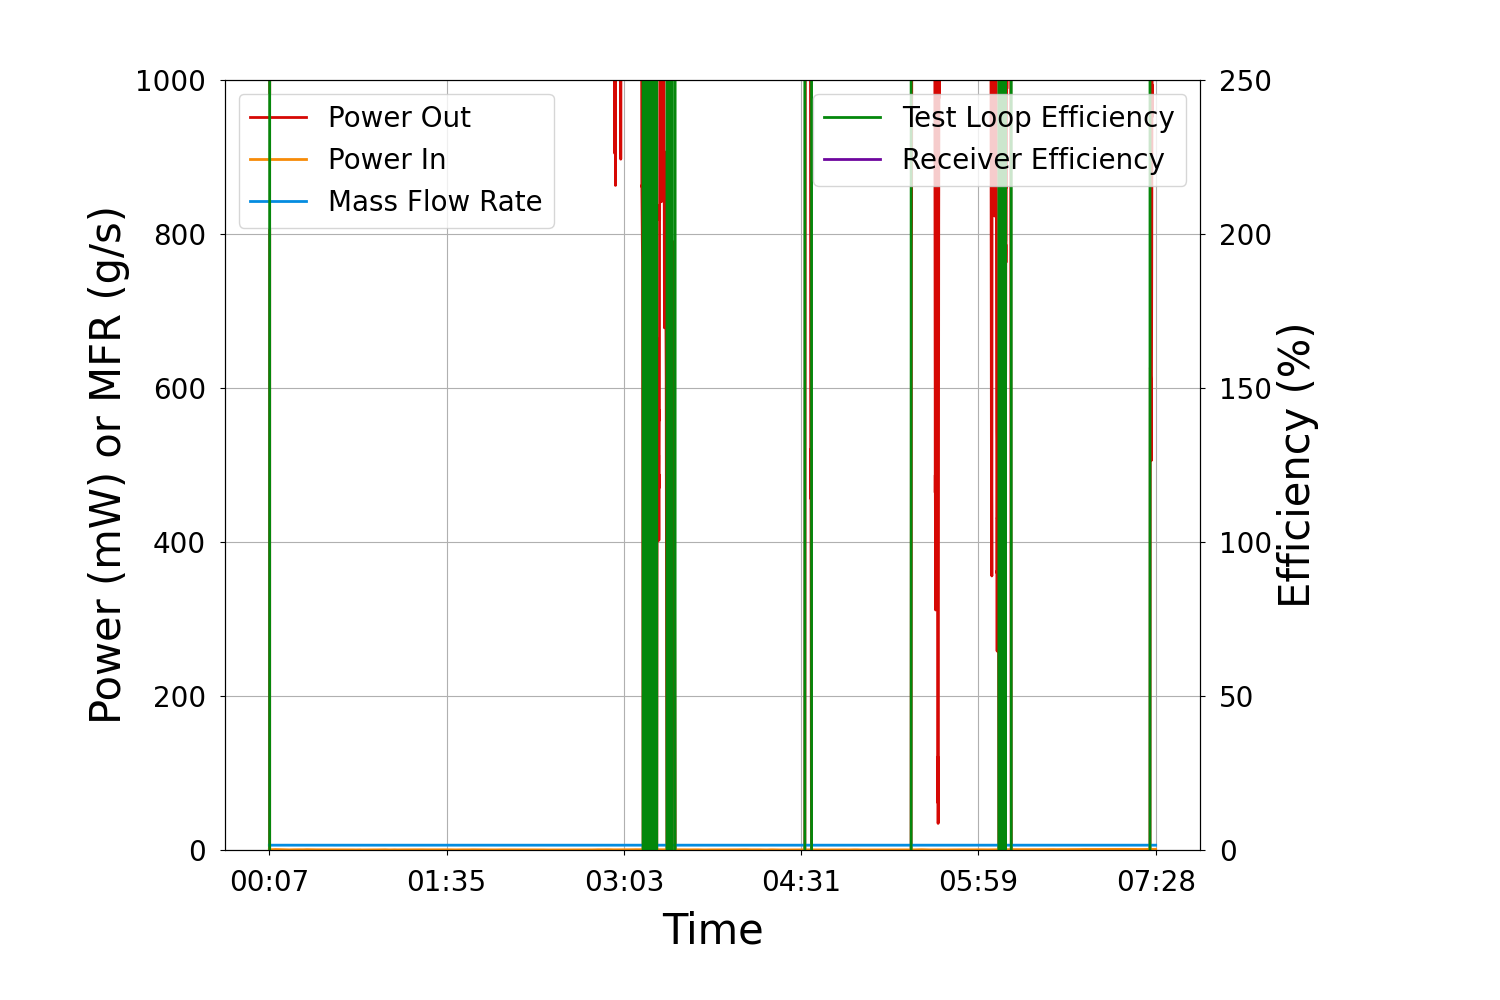 Power Out
Power In
Mass Flow Rate
Test Loop Efficiency
Receiver Efficiency
1000
800
600
400
200
0
Power (mW) or MFR (g/s)
250
200
150
100
50
0
Efficiency (%)
00:07 01:35 03:03 04:31 05:59 07:28
Time